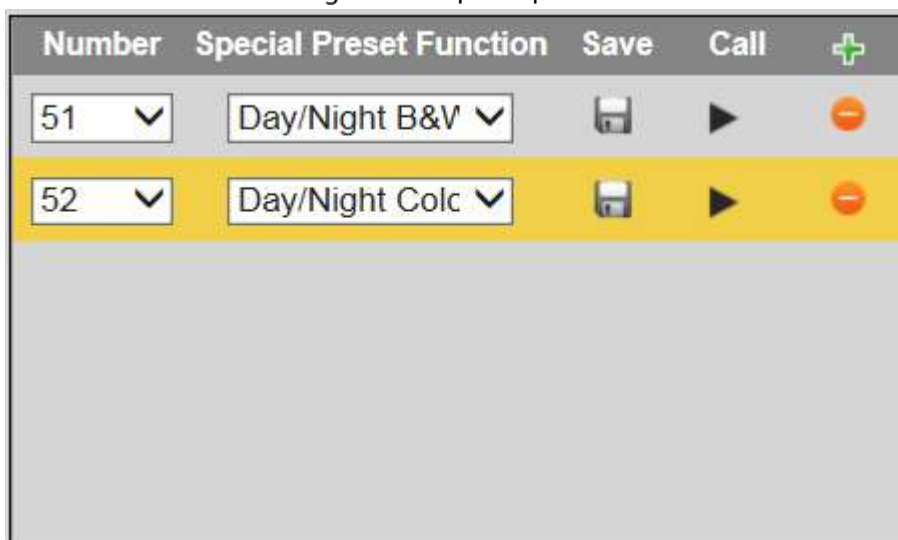 Number Special Preset Function Save Call
51 Day/Night B&W
52 Day/Night Colc